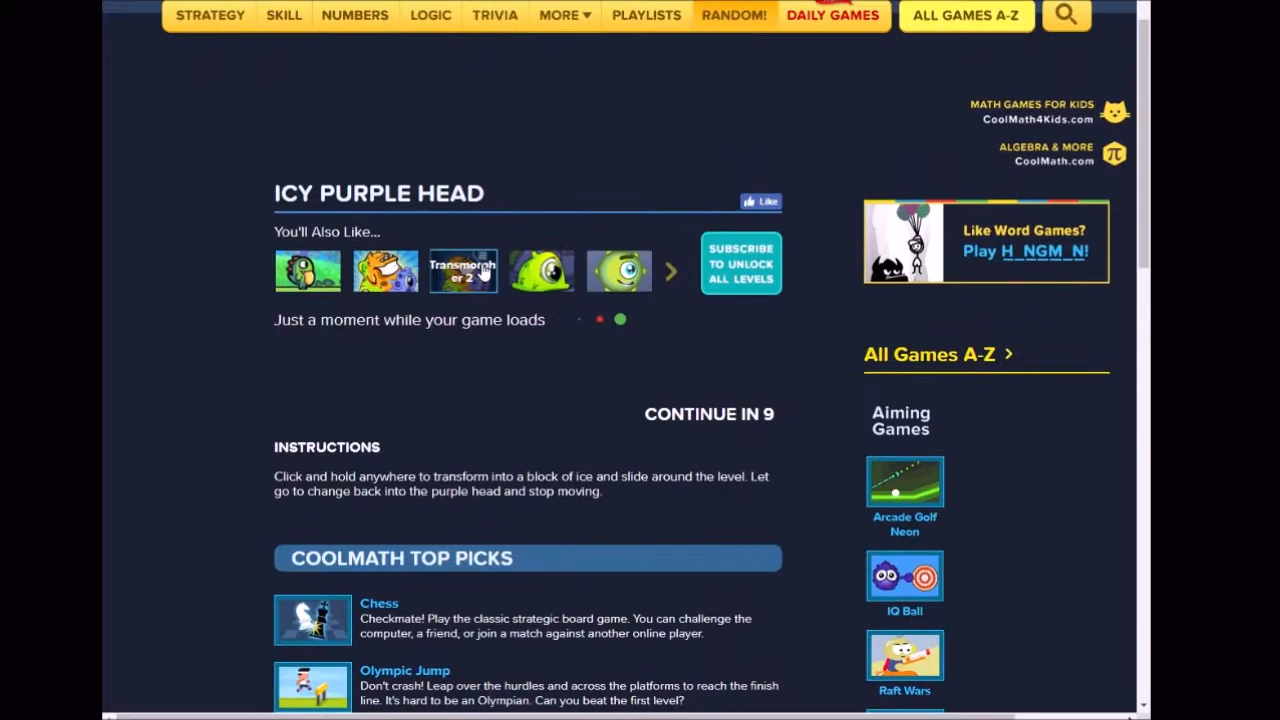 STRATEGY SKILL NUMBERS LOGIC TRIVIA MORE PLAYLISTS RANDOM! DAILY GAMES ALL GAMES A-Z
MATH GAMES FOR KIDS
CoolMath4Kids.com
ALGEBRA & MORE
CoolMath.com
π
ICY PURPLE HEAD
Like
You'll Also Like...
Transmorph
er 2
SUBSCRIBE
TO UNLOCK
ALL LEVELS
Just a moment while your game loads
CONTINUE IN 9
INSTRUCTIONS
Click and hold anywhere to transform into a block of ice and slide around the level. Let
go to change back into the purple head and stop moving.
COOLMATH TOP PICKS
Chess
Checkmate! Play the classic strategic board game. You can challenge the
computer, a friend, or join a match against another online player.
Olympic Jump
Don't crash! Leap over the hurdles and across the platforms to reach the finish
line. It's hard to be an Olympian. Can you beat the first level?
Like Word Games?
Play H_NGM_N!
All Games A-Z >
Aiming
Games
Arcade Golf
Neon
IQ Ball
Raft Wars